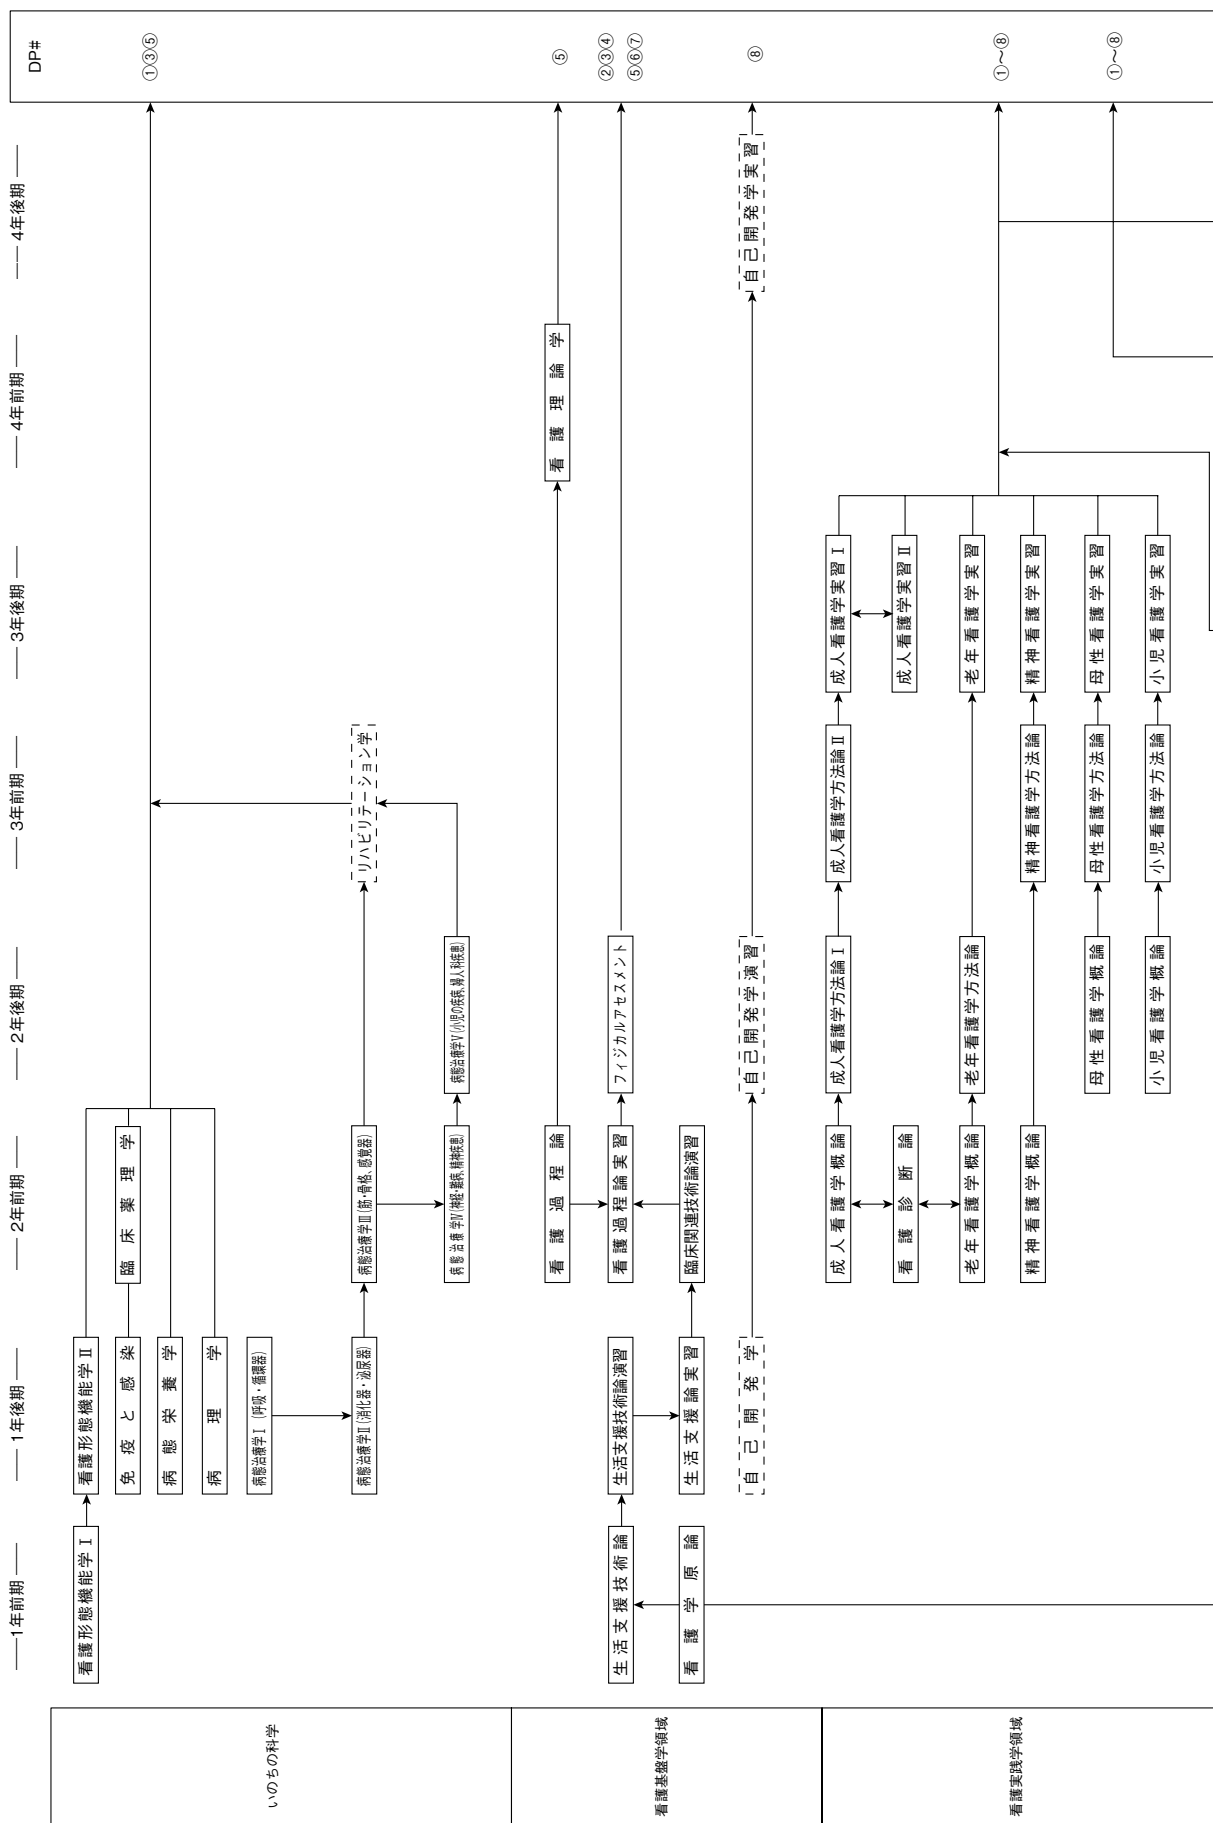 ―1年前期―
―1年後期―
―2年前期―
―2年後期―
―3年前期―
―3年後期―
―4年前期―
―4年後期―
DP#
いのちの科学
看護形態機能学Ⅰ
看護形態機能学Ⅱ
免疫と感染
臨床薬理学
病態栄養学
病理学
①③⑤
病態治療学Ⅰ(呼吸・循環器)
病態治療学Ⅱ(消化器・泌尿器)
病態治療学Ⅲ(筋・骨格、感覚器)
リハビリテーション学
病態治療学Ⅳ(神経・難病、精神疾患)
病態治療学Ⅴ(小児の疾病、婦人科疾患)
看護基盤学領域
看護過程論
看護理論学
⑤
生活支援技術論
生活支援技術論演習
看護過程論実習
フィジカルアセスメント
②③④
⑤⑥⑦
看護学原論
生活支援論実習
臨床関連技術論演習
自己開発学
自己開発学演習
自己開発学実習
⑧
看護実践学領域
成人看護学概論
成人看護学方法論Ⅰ
成人看護学方法論Ⅱ
成人看護学実習Ⅰ
看護診断論
成人看護学実習Ⅱ
老年看護学概論
老年看護学方法論
老年看護学実習
①～⑧
精神看護学概論
精神看護学方法論
精神看護学実習
母性看護学概論
母性看護学方法論
母性看護学実習
①～⑧
小児看護学概論
小児看護学方法論
小児看護学実習